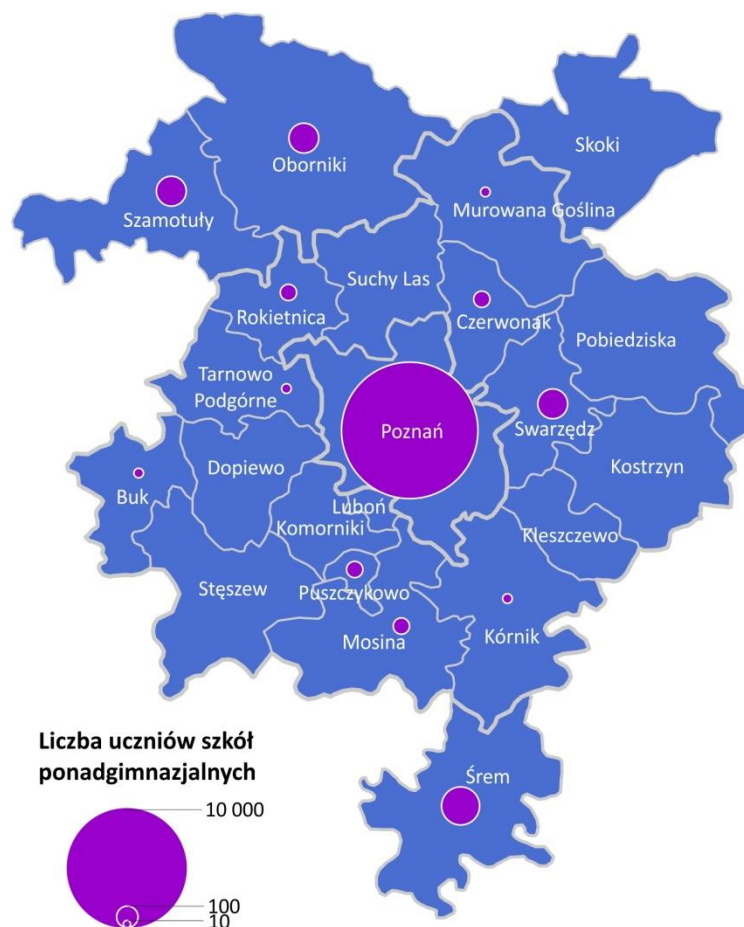 Skoki
Oborniki
Szamotuły
Murowana Goślina
Suchy Las
Rokietnica
Czerwonak
Pobiedziska
Tarnowo
Podgórne
Poznań
Swarzędz
Dopiewo
Kostrzyn
Buk
Luboń
Komorniki
Kleszczewo
Stęszew
Puszczykowo
Mosina
Kórnik
Liczba uczniów szkół
ponadgimnazjalnych
Śrem
10 000
100
10